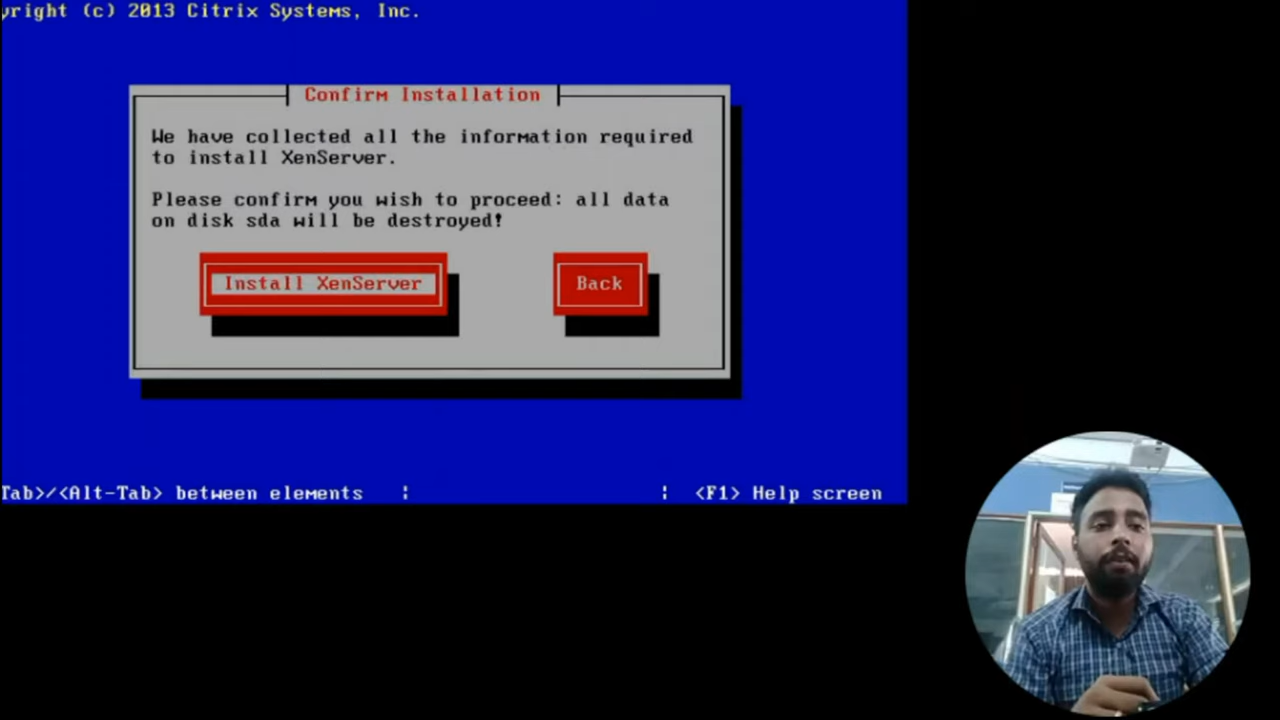 yright (c) 2013 Citrix Systems, Inc.
Confirm Installation
We have collected all the information required
to install XenServer.
Please confirm you wish to proceed: all data
on disk sda will be destroyed!
Install XenServer
Back
Tab>/<Alt-Tab> between elements ¦ ¦ <F1> Help screen